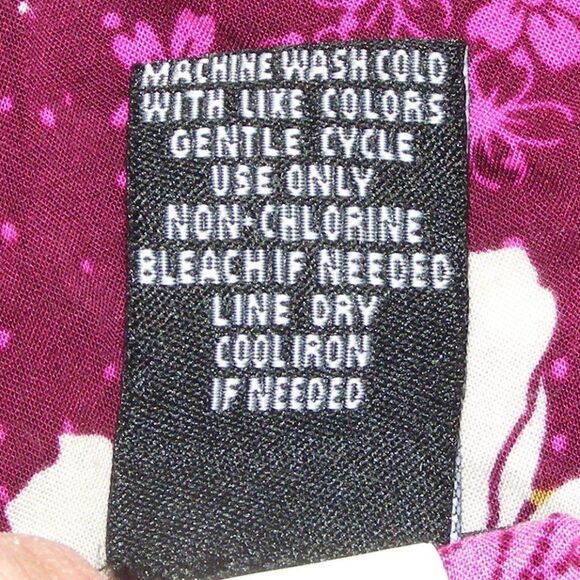 MACHINE WASH COLD
WITH LIKE COLORS
GENTLE CYCLE
USE ONLY
NON-CHLORINE
BLEACH IF NEEDED
LINE DRY
COOL IRON
IF NEEDED